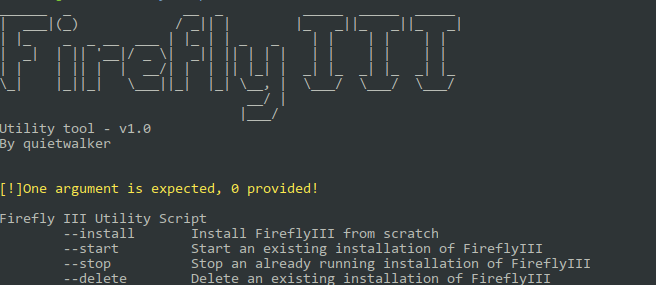 Firefly III
Utility tool - v1.0
By quietwalker
[!]One argument is expected, 0 provided!
Firefly III Utility Script
--install Install FireflyIII from scratch
--start Start an existing installation of FireflyIII
--stop Stop an already running installation of FireflyIII
--delete Delete an existing installation of FireflyIII